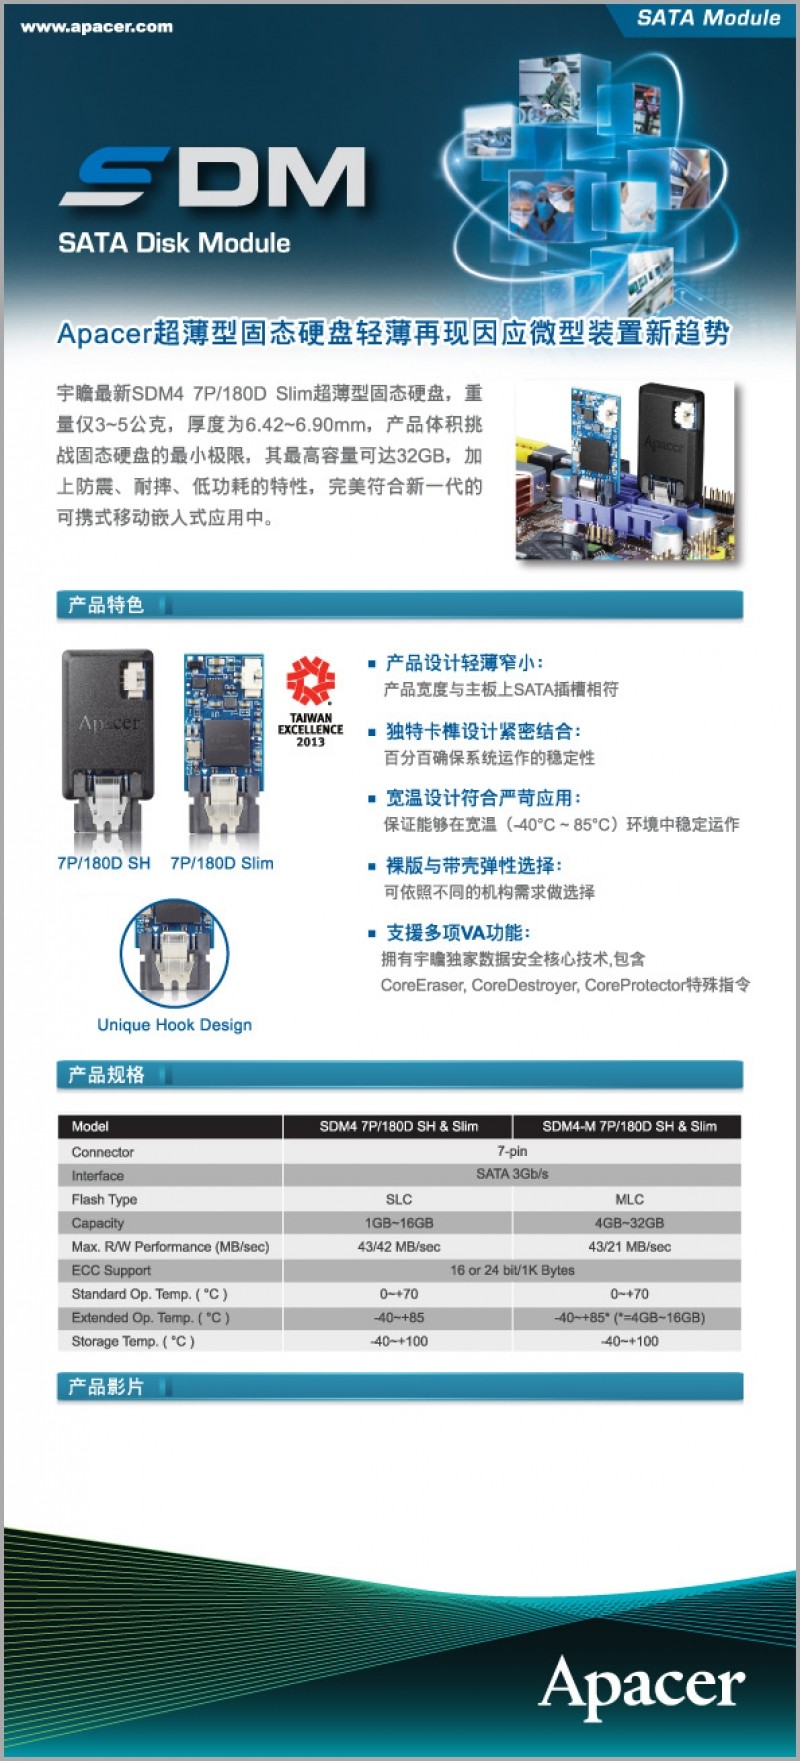 www.apacer.com
SATA Module
SDM
SATA Disk Module
Apacer超薄型固态硬盘轻薄再现因应微型装置新趋势
宇瞻最新SDM4 7P/180D Slim超薄型固态硬盘，重
量仅3~5公克，厚度为6.42~6.90mm，产品体积挑
战固态硬盘的最小极限，其最高容量可达32GB，加
上防震、耐摔、低功耗的特性，完美符合新一代的
可携式移动嵌入式应用中。
Apacer
产品特色
Apacer
TAIWAN
EXCELLENCE
2013
7P/180D SH
7P/180D Slim
Unique Hook Design
▪ 产品设计轻薄窄小：
产品宽度与主板上SATA插槽相符
▪ 独特卡榫设计紧密结合：
百分百确保系统运作的稳定性
▪ 宽温设计符合严苛应用：
保证能够在宽温（-40°C ~ 85°C）环境中稳定运作
▪ 裸版与带壳弹性选择：
可依照不同的机构需求做选择
▪ 支援多项VA功能：
拥有宇瞻独家数据安全核心技术,包含
CoreEraser, CoreDestroyer, CoreProtector特殊指令
产品规格
Model SDM4 7P/180D SH & Slim SDM4-M 7P/180D SH & Slim
Connector 7-pin
Interface SATA 3Gb/s
Flash Type SLC MLC
Capacity 1GB~16GB 4GB~32GB
Max. R/W Performance (MB/sec) 43/42 MB/sec 43/21 MB/sec
ECC Support 16 or 24 bit/1K Bytes
Standard Op. Temp. ( °C ) 0~+70 0~+70
Extended Op. Temp. ( °C ) -40~+85 -40~+85* (*=4GB~16GB)
Storage Temp. ( °C ) -40~+100 -40~+100
产品影片
Apacer